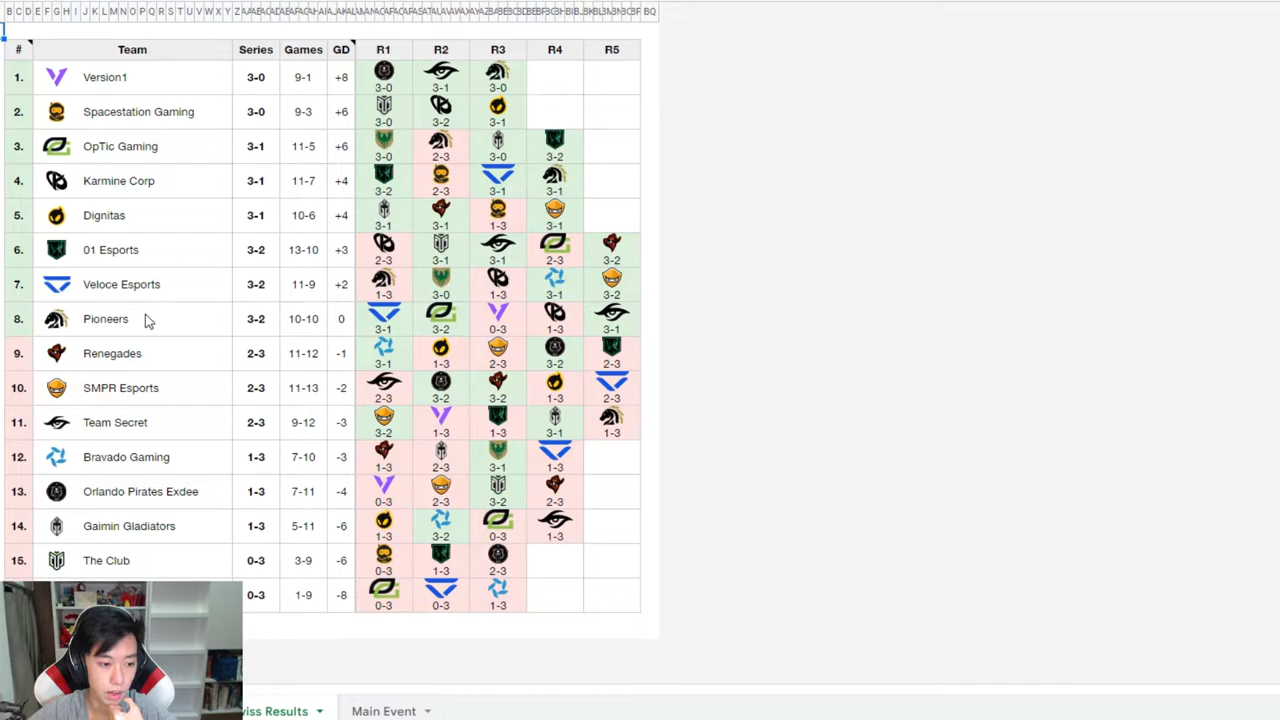 # Team Series Games GD R1 R2 R3 R4 R5
1. Version1 3-0 9-1 +8 3-0 3-1 3-0
2. Spacestation Gaming 3-0 9-3 +6 3-0 3-2 3-1
3. OpTic Gaming 3-1 11-5 +6 3-0 2-3 3-0 3-2
4. Karmine Corp 3-1 11-7 +4 3-2 2-3 3-1 3-1
5. Dignitas 3-1 10-6 +4 3-1 3-1 1-3 3-1
6. 01 Esports 3-2 13-10 +3 2-3 3-1 3-1 2-3 3-2
7. Veloce Esports 3-2 11-9 +2 1-3 3-0 1-3 3-1 3-2
8. Pioneers 3-2 10-10 0 3-1 3-2 0-3 1-3 3-1
9. Renegades 2-3 11-12 -1 3-1 1-3 2-3 3-2 2-3
10. SMPR Esports 2-3 11-13 -2 2-3 3-2 3-2 1-3 2-3
11. Team Secret 2-3 9-12 -3 3-2 1-3 1-3 3-1 1-3
12. Bravado Gaming 1-3 7-10 -3 1-3 2-3 3-1 1-3
13. Orlando Pirates Exdee 1-3 7-11 -4 0-3 2-3 3-2 2-3
14. Gaimin Gladiators 1-3 5-11 -6 1-3 3-2 0-3 1-3
15. The Club 0-3 3-9 -6 0-3 1-3 2-3
0-3 1-9 -8 0-3 0-3 1-3
wiss Results Main Event